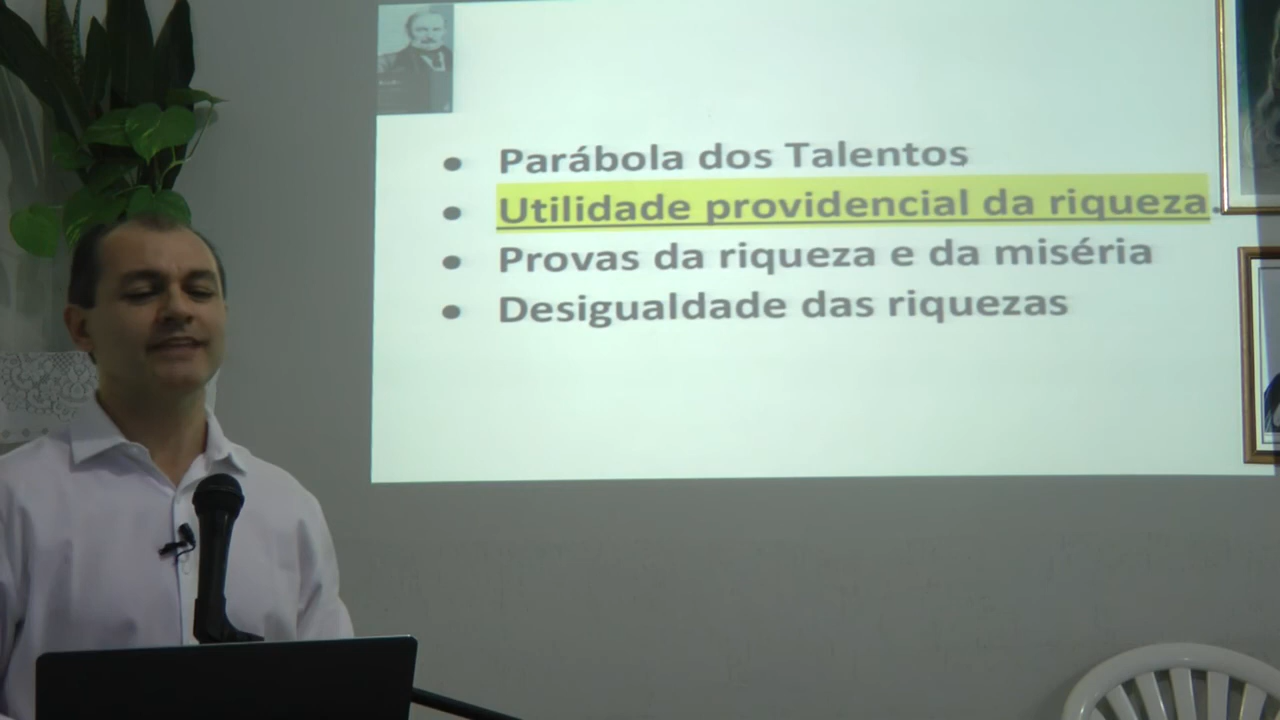 • Parábola dos Talentos
• Utilidade providencial da riqueza.
• Provas da riqueza e da miséria
• Desigualdade das riquezas